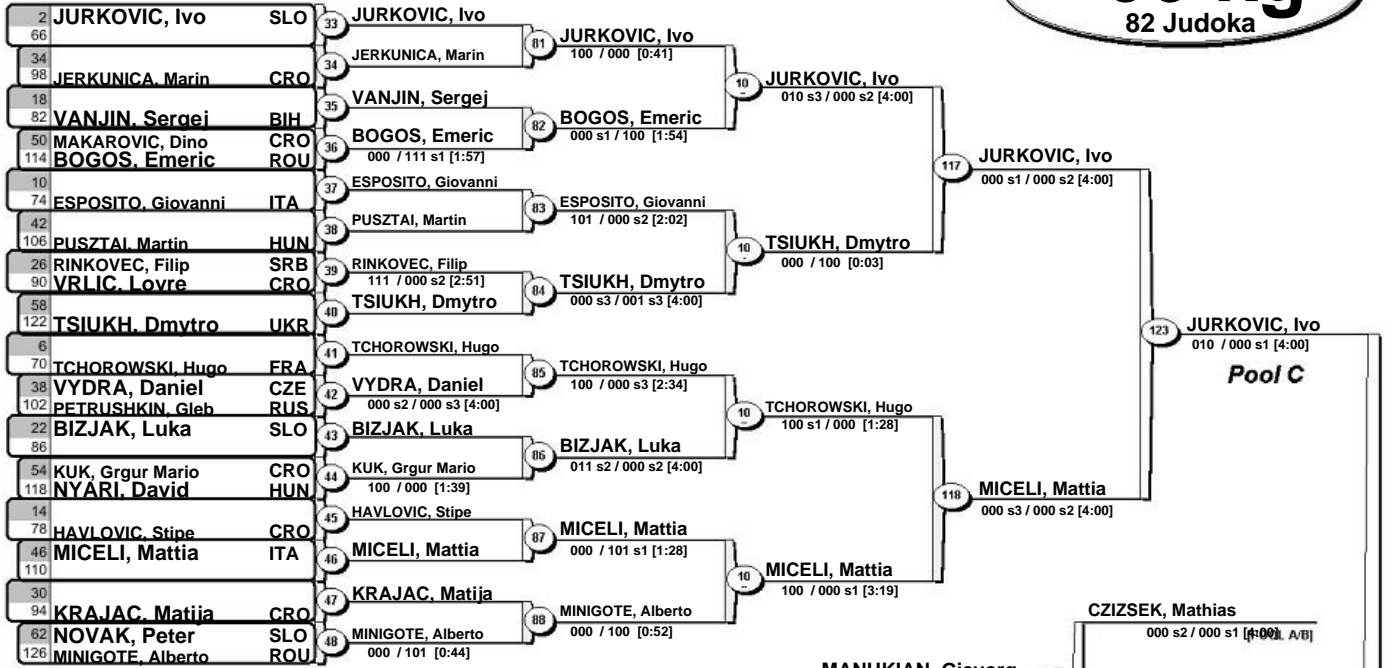 2 JURKOVIC, Ivo SLO
66
34
98 JERKUNICA, Marin CRO
18
82 VANJIN, Sergej BIH
50 MAKAROVIC, Dino CRO
114 BOGOS, Emeric ROU
10
74 ESPOSITO, Giovanni ITA
42
106 PUSZTAI, Martin HUN
26 RINKOVEC, Filip SRB
90 VRLIC, Lovre CRO
58
122 TSIUKH, Dmytro UKR
6
70 TCHOROWSKI, Hugo FRA
38 VYDRA, Daniel CZE
102 PETRUSHKIN, Gleb RUS
22 BIZJAK, Luka SLO
86
54 KUK, Grgur Mario CRO
118 NYARI, David HUN
14
78 HAVLOVIC, Stipe CRO
46 MICELI, Mattia ITA
110
30
94 KRAJAC, Matija CRO
62 NOVAK, Peter SLO
126 MINIGOTE, Alberto ROU
33 JURKOVIC, Ivo
34 JERKUNICA, Marin
35 VANJIN, Sergej
36 BOGOS, Emeric
000 / 111 s1 [1:57]
37 ESPOSITO, Giovanni
38 PUSZTAI, Martin
39 RINKOVEC, Filip
111 / 000 s2 [2:51]
40 TSIUKH, Dmytro
41 TCHOROWSKI, Hugo
42 VYDRA, Daniel
000 s2 / 000 s3 [4:00]
43 BIZJAK, Luka
44 KUK, Grgur Mario
100 / 000 [1:39]
45 HAVLOVIC, Stipe
46 MICELI, Mattia
47 KRAJAC, Matija
48 MINIGOTE, Alberto
000 / 101 [0:44]
81 JURKOVIC, Ivo
100 / 000 [0:41]
82 BOGOS, Emeric
000 s1 / 100 [1:54]
83 ESPOSITO, Giovanni
101 / 000 s2 [2:02]
84 TSIUKH, Dmytro
000 s3 / 001 s3 [4:00]
85 TCHOROWSKI, Hugo
100 / 000 s3 [2:34]
86 BIZJAK, Luka
011 s2 / 000 s2 [4:00]
87 MICELI, Mattia
000 / 101 s1 [1:28]
88 MINIGOTE, Alberto
000 / 100 [0:52]
10 JURKOVIC, Ivo
010 s3 / 000 s2 [4:00]
10 TSIUKH, Dmytro
000 / 100 [0:03]
10 TCHOROWSKI, Hugo
100 s1 / 000 [1:28]
10 MICELI, Mattia
100 / 000 s1 [3:19]
117 JURKOVIC, Ivo
000 s1 / 000 s2 [4:00]
118 MICELI, Mattia
000 s3 / 000 s2 [4:00]
82 Judoka
123 JURKOVIC, Ivo
010 / 000 s1 [4:00]
Pool C
CZIZSEK, Mathias
000 s2 / 000 s1 [4:00] A/B]